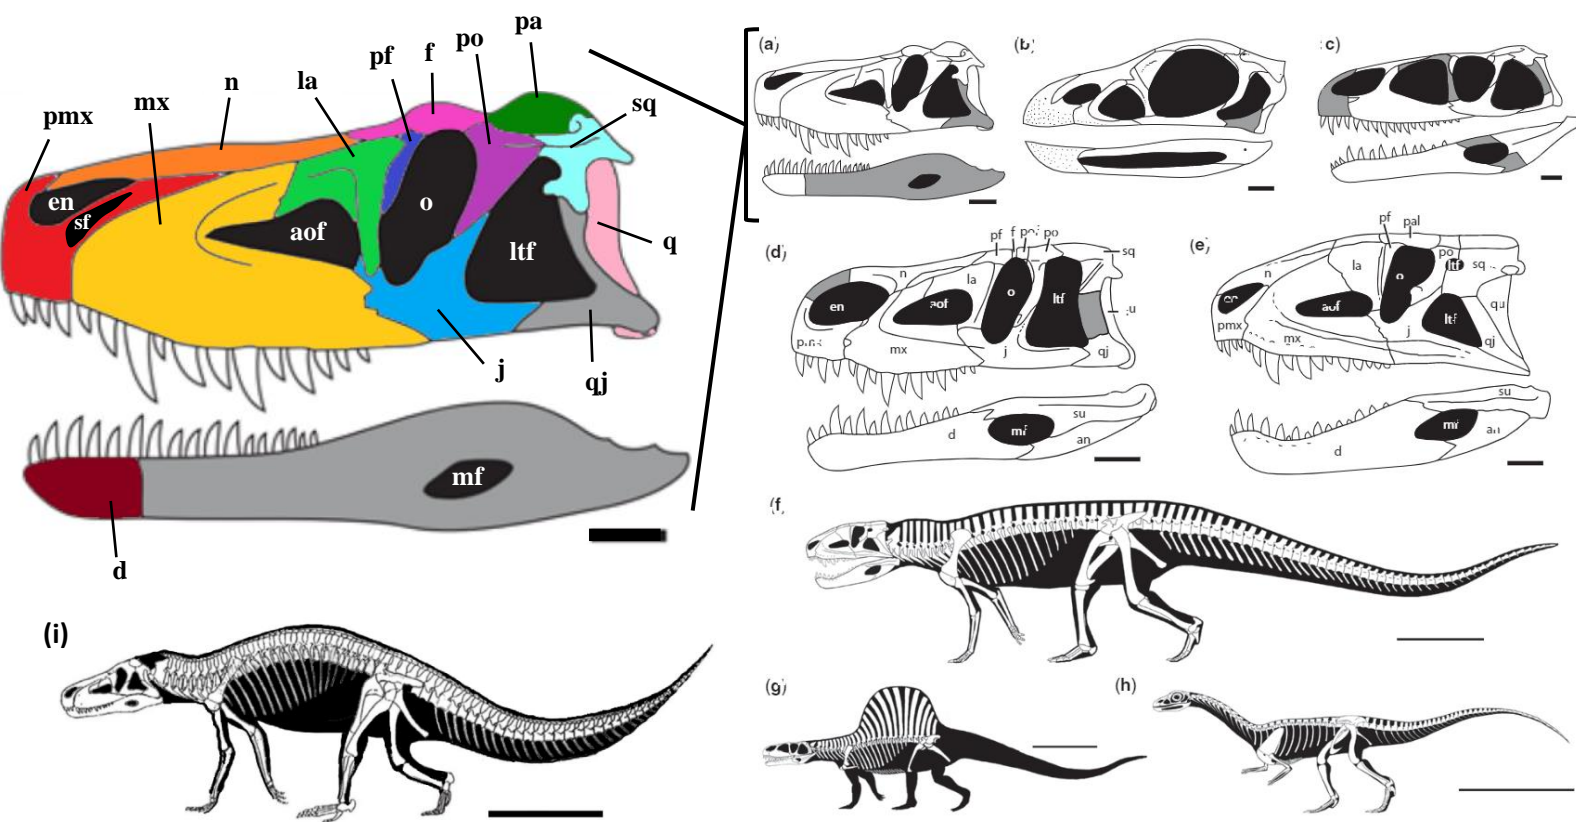 pa
po
f
pf
la
sq
n
mx
pmx
en
sf
o
aof
ltf
q
j
qj
mf
d
(a)
(b)
c)
(d)
pf f po
n
la
sq
en
aof
o
ltf
mx
j
qj
su
mf
d
an
(e)
pf pal
n
la
o
po
ltf
sq
aof
qu
pmx
mx
j
ltf
qj
su
mf
an
d
(f)
(g)
(h)
(i)